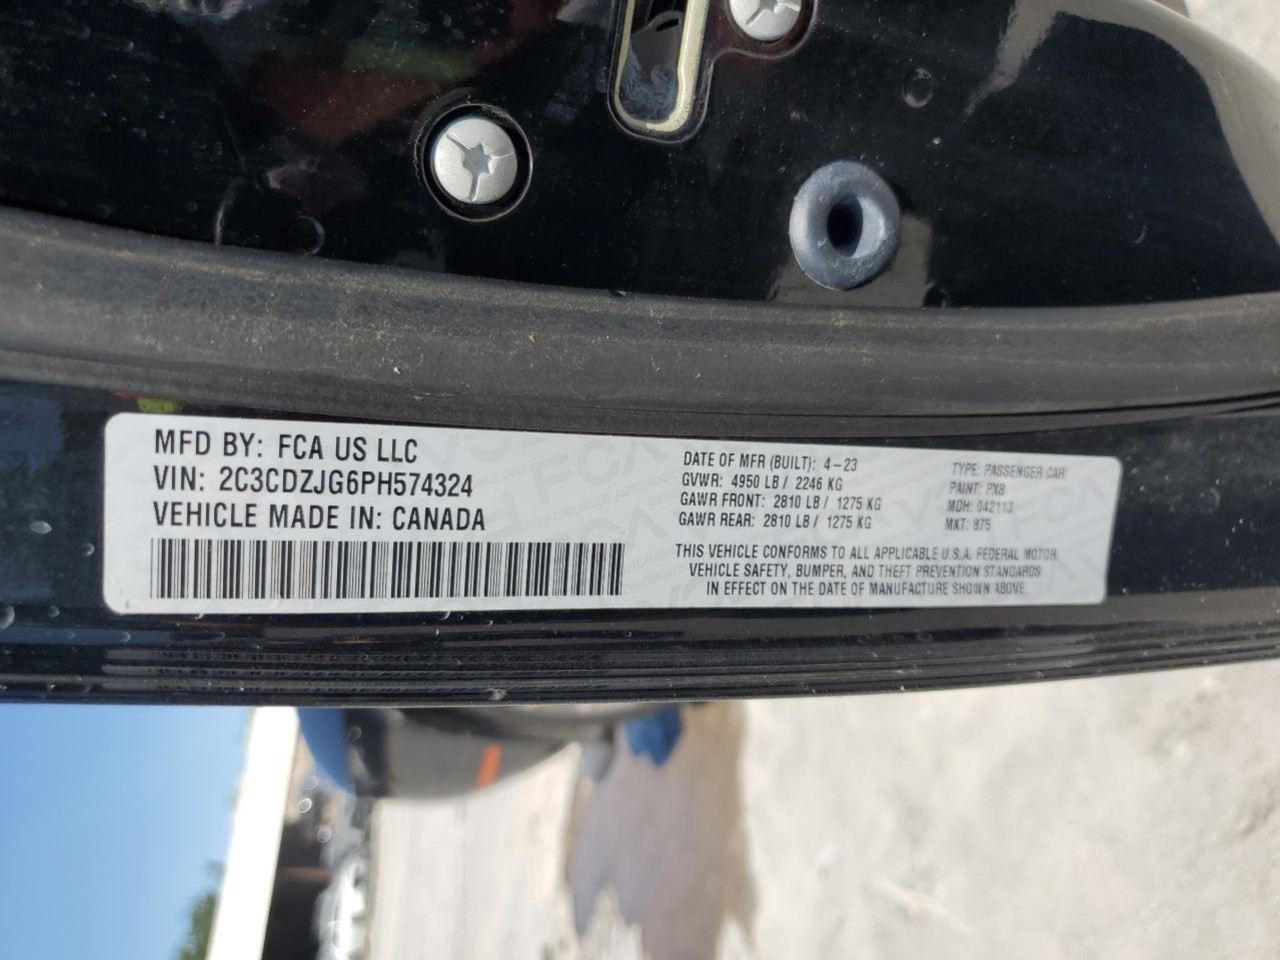 MFD BY: FCA US LLC
VIN: 2C3CDZJG6PH574324
VEHICLE MADE IN: CANADA
DATE OF MFR (BUILT): 4-23
GVWR: 4950 LB / 2246 KG
GAWR FRONT: 2810 LB / 1275 KG
GAWR REAR: 2810 LB / 1275 KG
TYPE: PASSENGER CAR
PAINT: PX8
MDH: 042113
MKT: 875
THIS VEHICLE CONFORMS TO ALL APPLICABLE U.S.A. FEDERAL MOTOR
VEHICLE SAFETY, BUMPER, AND THEFT PREVENTION STANDARDS
IN EFFECT ON THE DATE OF MANUFACTURE SHOWN ABOVE